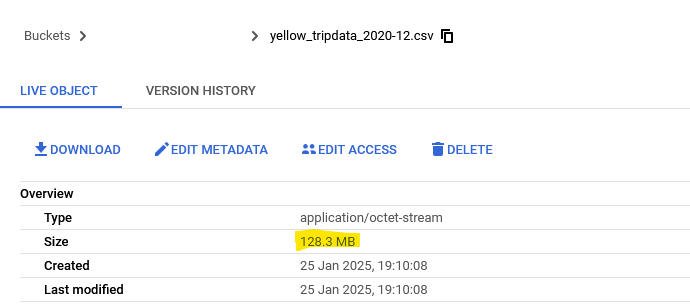 Buckets > > yellow_tripdata_2020-12.csv
LIVE OBJECT VERSION HISTORY
DOWNLOAD EDIT METADATA EDIT ACCESS DELETE
Overview
Type application/octet-stream
Size 128.3 MB
Created 25 Jan 2025, 19:10:08
Last modified 25 Jan 2025, 19:10:08